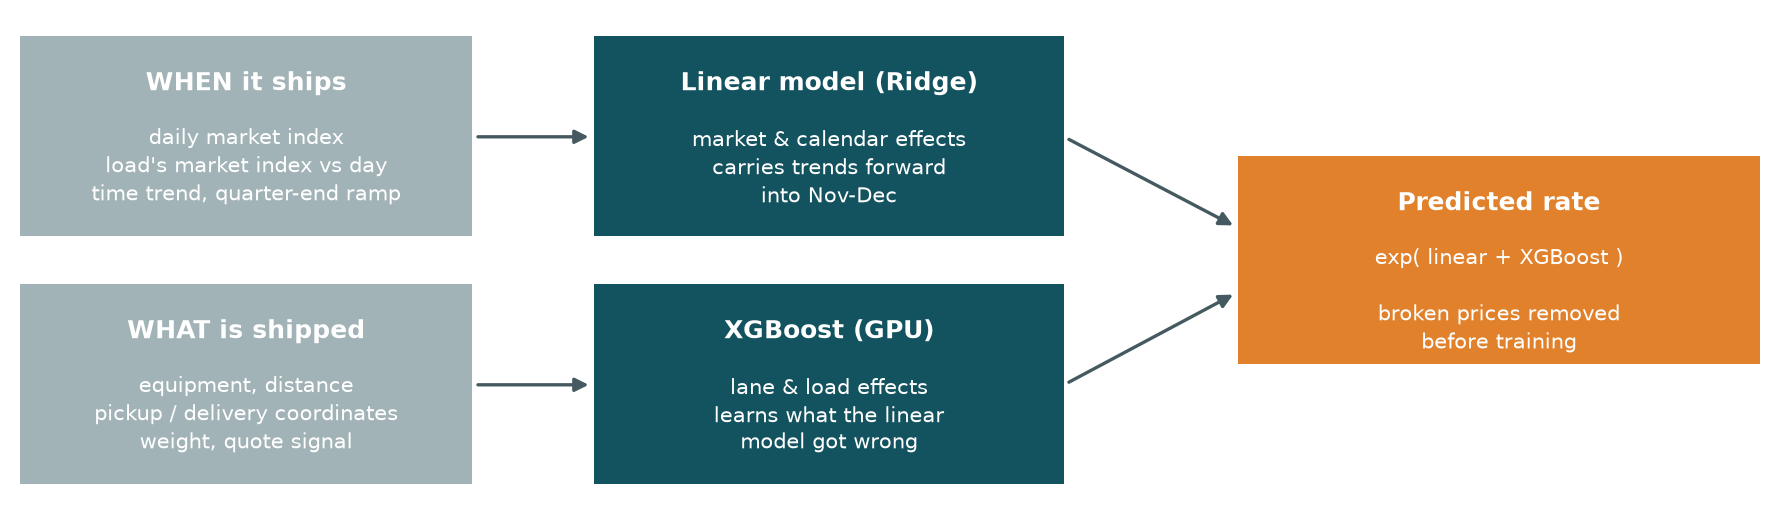 WHEN it ships
daily market index
load's market index vs day
time trend, quarter-end ramp
Linear model (Ridge)
market & calendar effects
carries trends forward
into Nov-Dec
WHAT is shipped
equipment, distance
pickup / delivery coordinates
weight, quote signal
XGBoost (GPU)
lane & load effects
learns what the linear
model got wrong
Predicted rate
exp( linear + XGBoost )
broken prices removed
before training